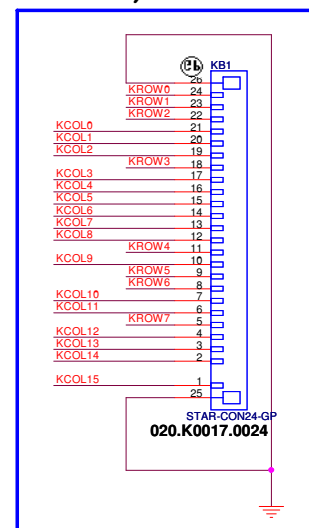 KB1
26
KROW0 24
KROW1 23
KROW2 22
KCOL0 21
KCOL1 20
KCOL2 19
KROW3 18
KCOL3 17
KCOL4 16
KCOL5 15
KCOL6 14
KCOL7 13
KCOL8 12
KROW4 11
KCOL9 10
KROW5 9
KROW6 8
KCOL10 7
KCOL11 6
KROW7 5
KCOL12 4
KCOL13 3
KCOL14 2
KCOL15 1
25
STAR-CON24-GP
020.K0017.0024